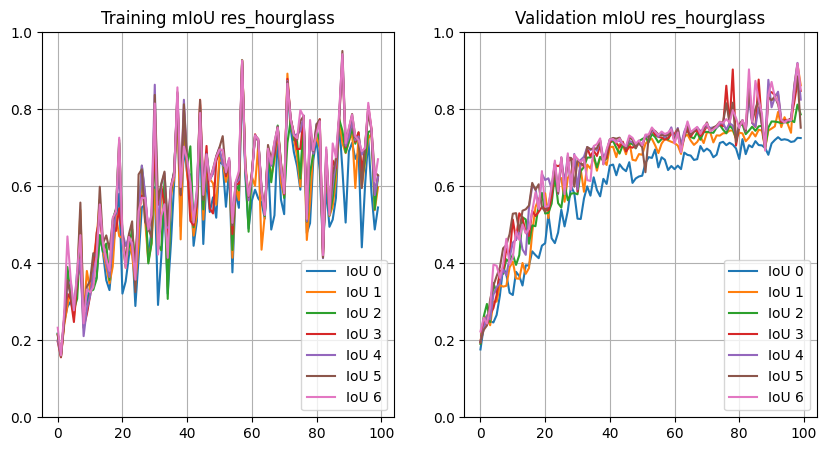 Training mIoU res_hourglass
1.0
0.8
0.6
0.4
0.2
0.0
0 20 40 60 80 100
IoU 0
IoU 1
IoU 2
IoU 3
IoU 4
IoU 5
IoU 6
Validation mIoU res_hourglass
1.0
0.8
0.6
0.4
0.2
0.0
0 20 40 60 80 100
IoU 0
IoU 1
IoU 2
IoU 3
IoU 4
IoU 5
IoU 6